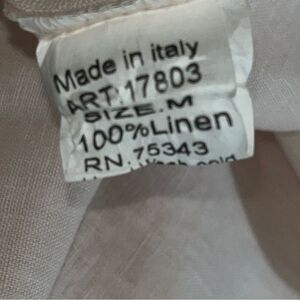 Made in italy
ART:17803
SIZE.M
100%Linen
RN.75343